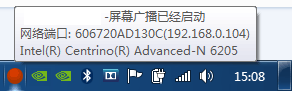 -屏幕广播已经启动
网络端口: 606720AD130C(192.168.0.104)
Intel(R) Centrino(R) Advanced-N 6205
15:08